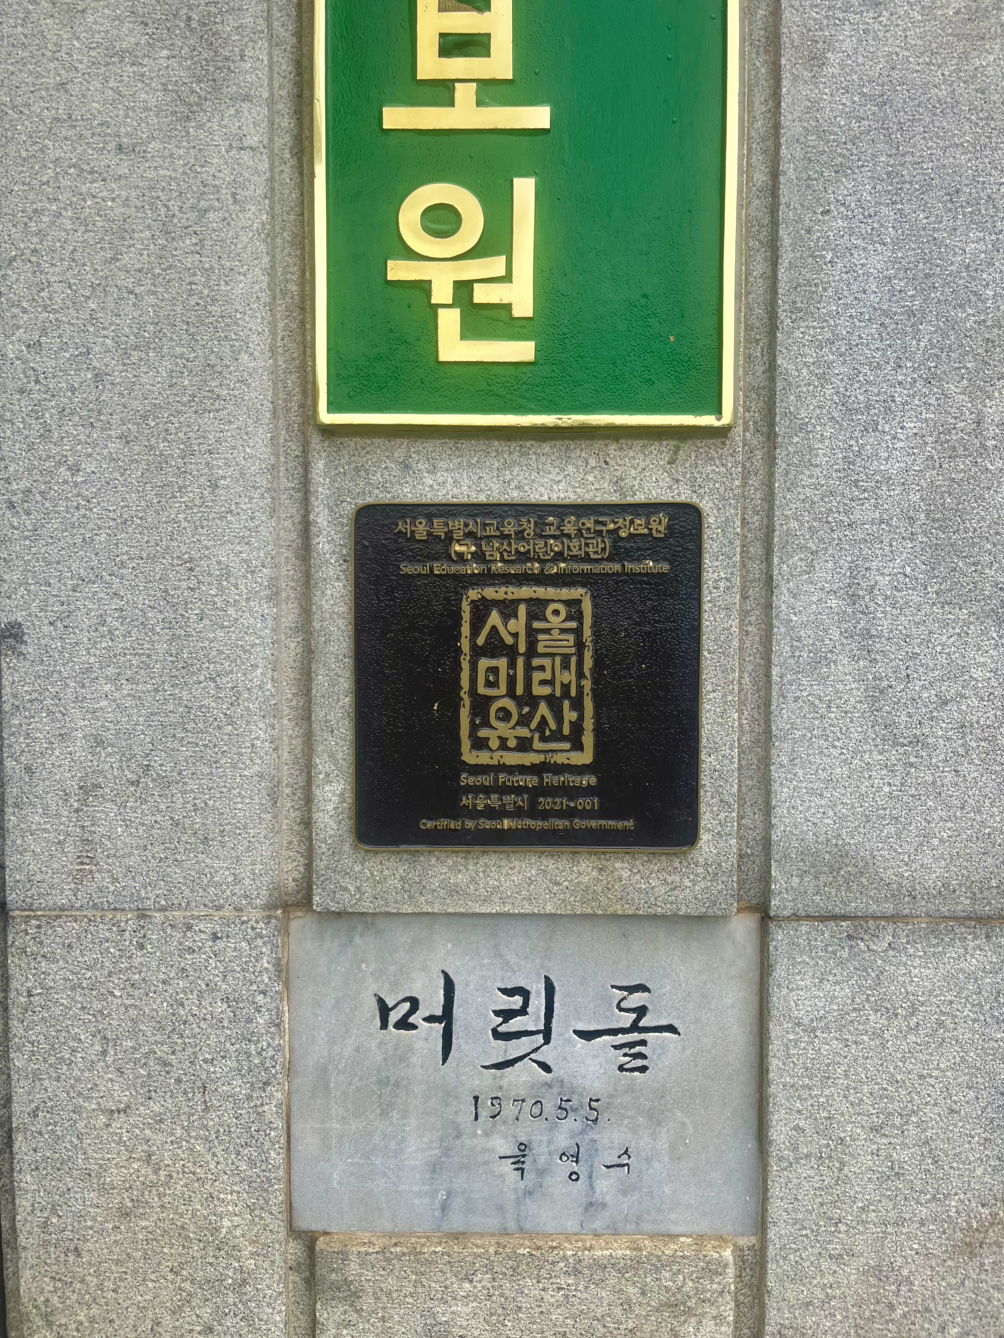 보
원
서울특별시교육청 교육연구정보원
(구 남산어린이회관)
Seoul Education Research & Information Institute
서울
미래
유산
Seoul Future Heritage
서울특별시 2021-001
Certified by Seoul Metropolitan Government
머릿돌
1970.5.5.
육영수